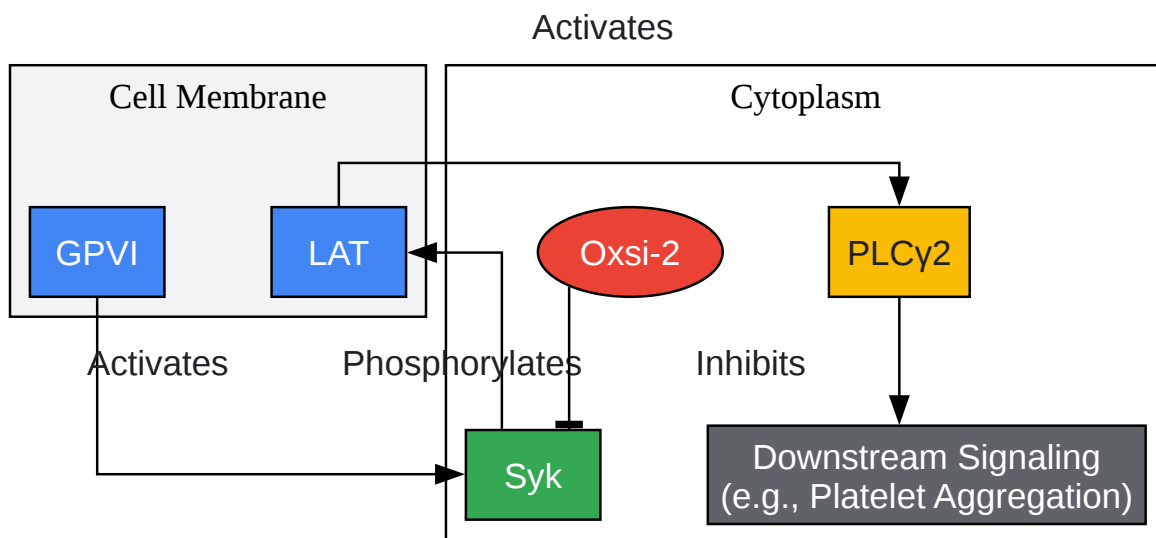 Activates
Cell Membrane
Cytoplasm
GPVI
LAT
Oxsi-2
PLCγ2
Activates
Phosphorylates
Inhibits
Syk
Downstream Signaling
(e.g., Platelet Aggregation)